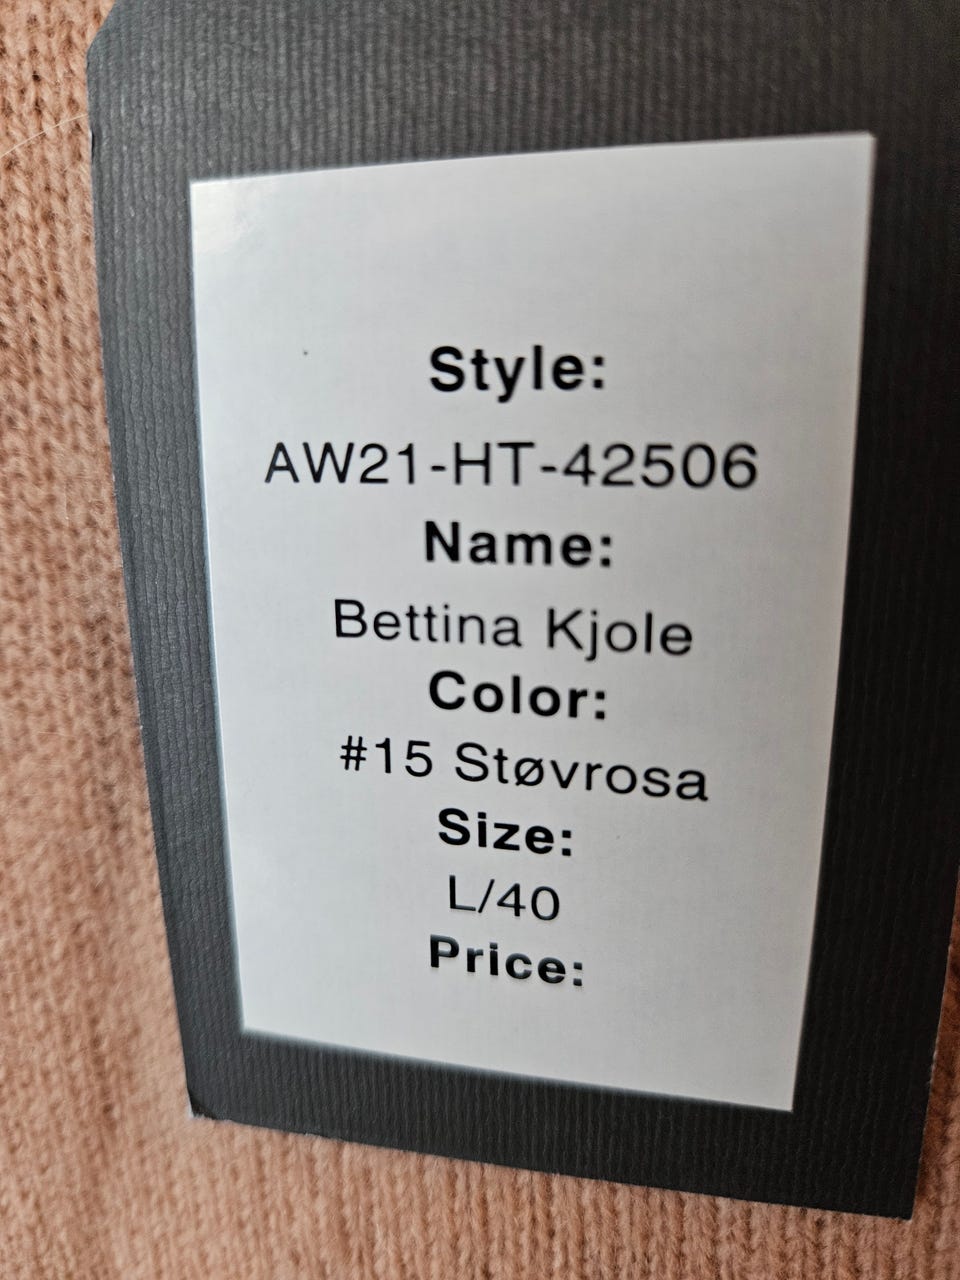 Style:
AW21-HT-42506
Name:
Bettina Kjole
Color:
#15 Støvrosa
Size:
L/40
Price: